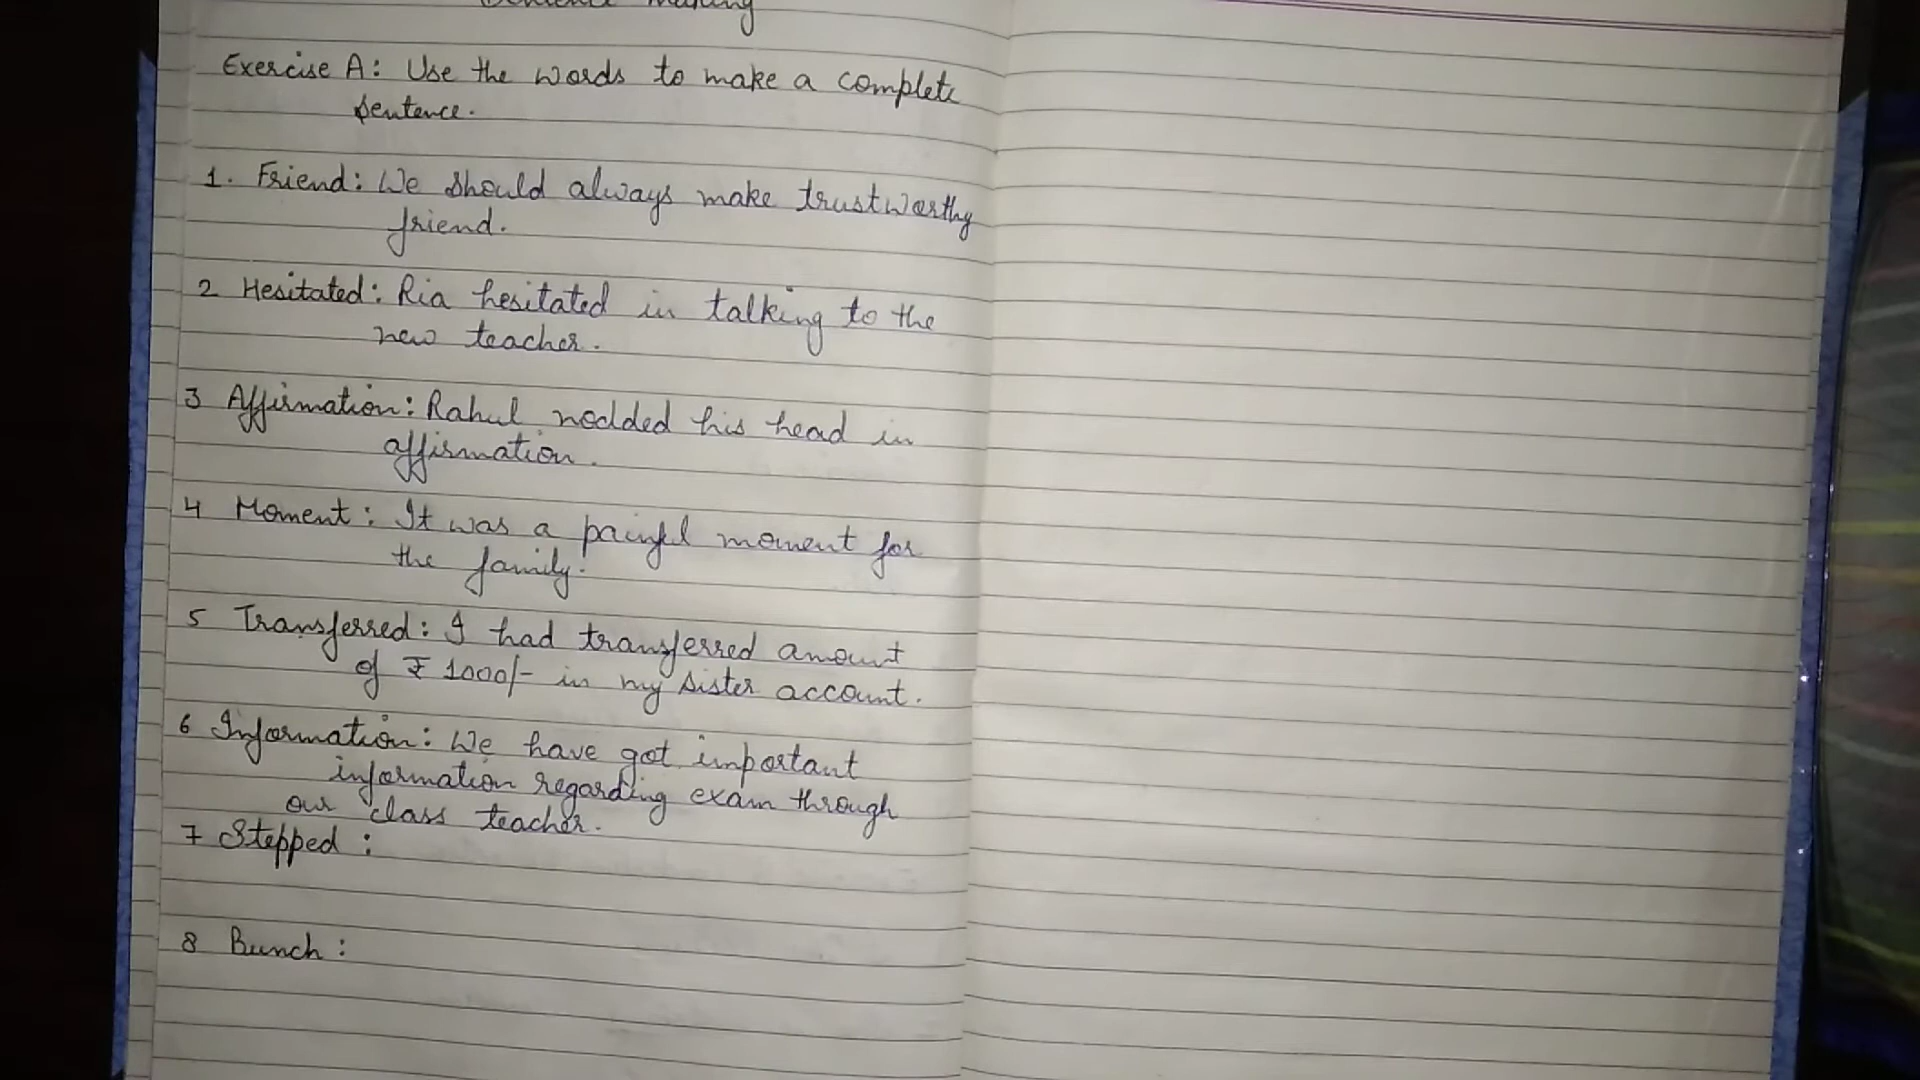 Sentence Making
Exercise A: Use the words to make a complete
sentence.
1. Friend: We should always make trustworthy
friend.
2 Hesitated: Ria hesitated in talking to the
new teacher.
3 Affirmation: Rahul nodded his head in
affirmation.
4 Moment: It was a painful moment for
the family.
5 Transferred: I had transferred amount
of ₹ 1000/- in my sister account.
6 Information: We have got important
information regarding exam through
our class teacher.
7 Stepped:
8 Bunch: